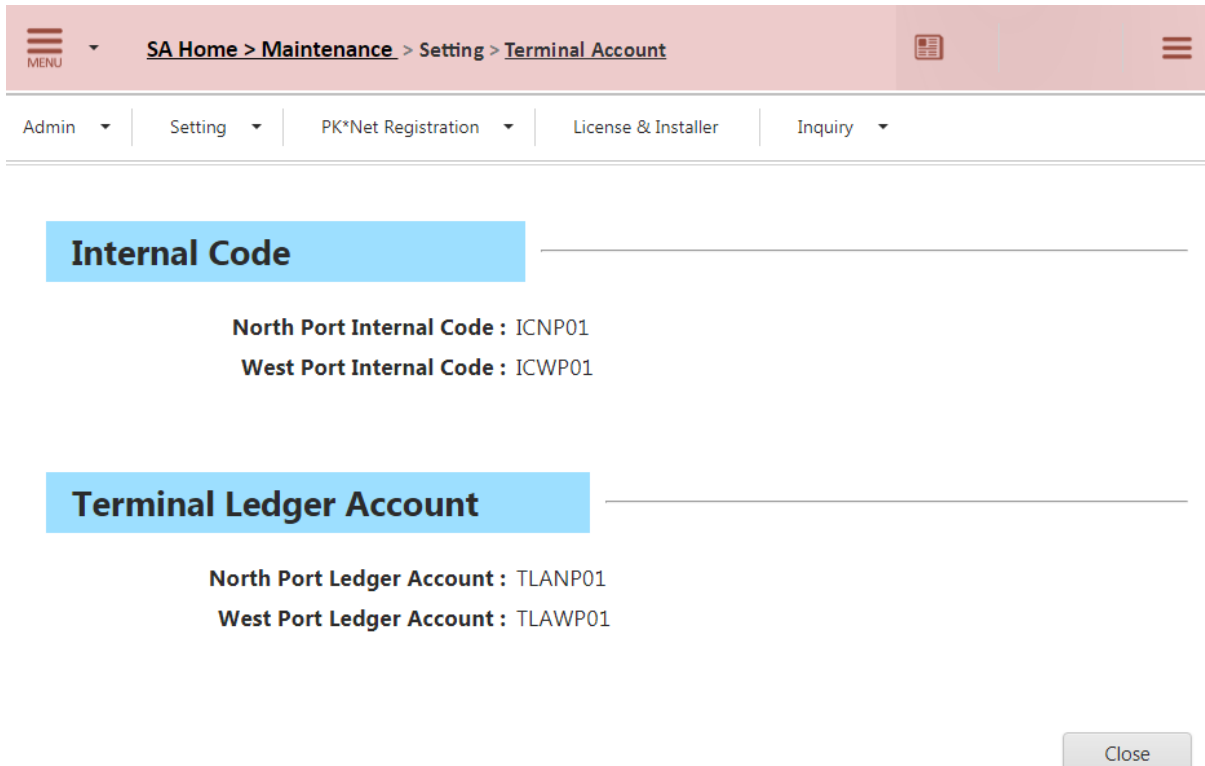 MENU
SA Home > Maintenance > Setting > Terminal Account
Admin Setting PK*Net Registration License & Installer Inquiry
Internal Code
North Port Internal Code : ICNP01
West Port Internal Code : ICWP01
Terminal Ledger Account
North Port Ledger Account : TLANP01
West Port Ledger Account : TLAWP01
Close